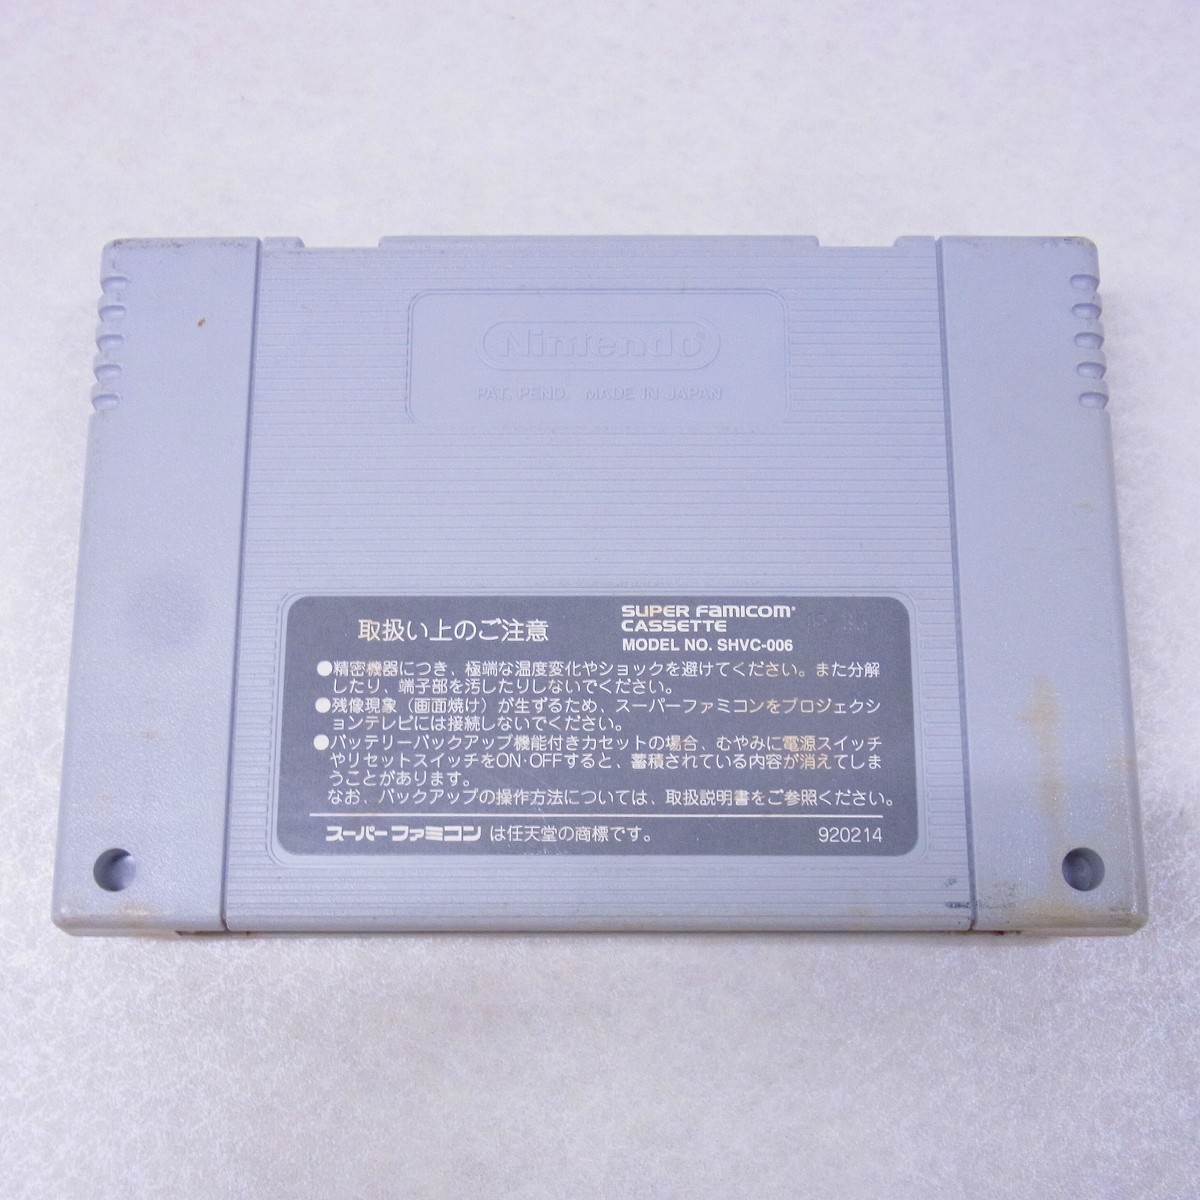 Nintendo
PAT. PEND. MADE IN JAPAN
取扱い上のご注意
SUPER FAMICOM
CASSETTE
MODEL NO. SHVC-006
●精密機器につき、極端な温度変化やショックを避けてください。また分解
したり、端子部を汚したりしないでください。
●残像現象（画面焼け）が生ずるため、スーパーファミコンをプロジェクシ
ョンテレビには接続しないでください。
●バッテリーバックアップ機能付きカセットの場合、むやみに電源スイッチ
やリセットスイッチをON·OFFすると、蓄積されている内容が消えてしま
うことがあります。
なお、バックアップの操作方法については、取扱説明書をご参照ください。
スーパーファミコン は任天堂の商標です。 920214